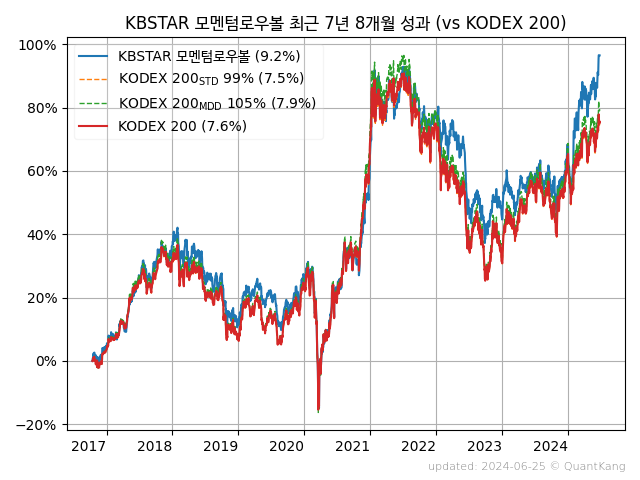 KBSTAR 모멘텀로우볼 최근 7년 8개월 성과 (vs KODEX 200)
100%
80%
60%
40%
20%
0%
−20%
KBSTAR 모멘텀로우볼 (9.2%)
KODEX 200STD 99% (7.5%)
KODEX 200MDD 105% (7.9%)
KODEX 200 (7.6%)
2017 2018 2019 2020 2021 2022 2023 2024
updated: 2024-06-25 © QuantKang